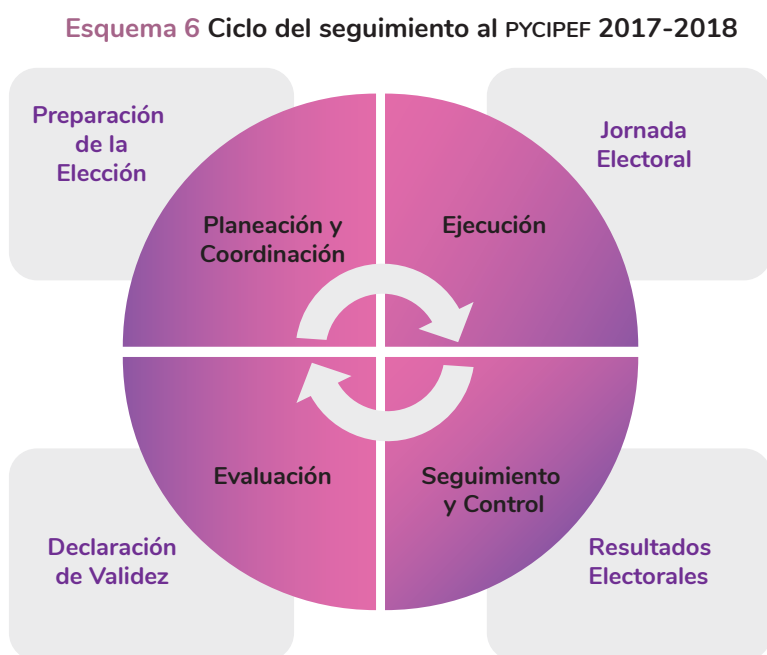 Esquema 6 Ciclo del seguimiento al PYCIPEF 2017-2018
Preparación
de la
Elección
Jornada
Electoral
Planeación y
Coordinación
Ejecución
Evaluación
Seguimiento
y Control
Declaración
de Validez
Resultados
Electorales